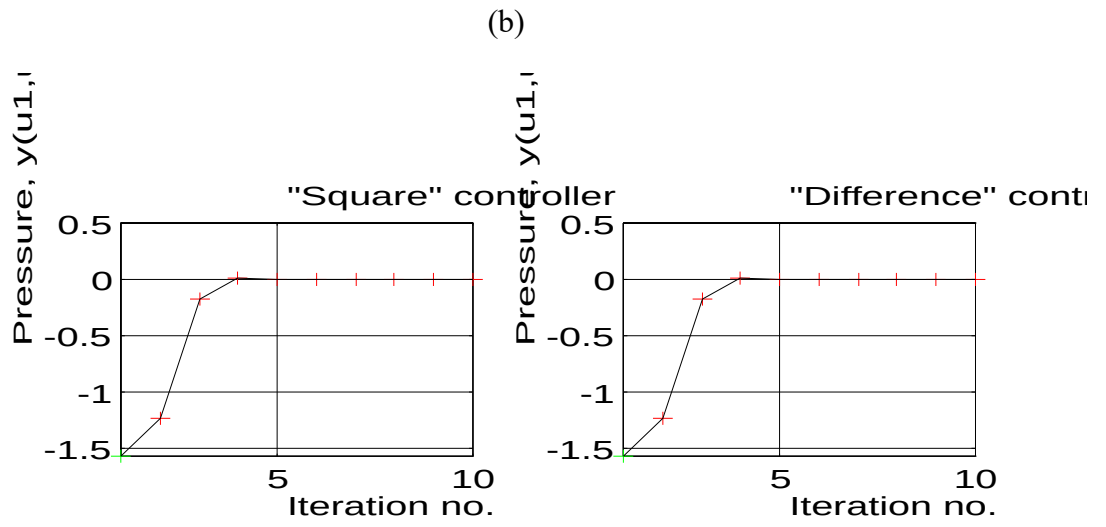 (b)
Pressure, y(u1,
"Square" controller
0.5
0
-0.5
-1
-1.5
5
10
Iteration no.
Pressure, y(u1,
"Difference"
0.5
0
-0.5
-1
-1.5
5
10
Iteration no.